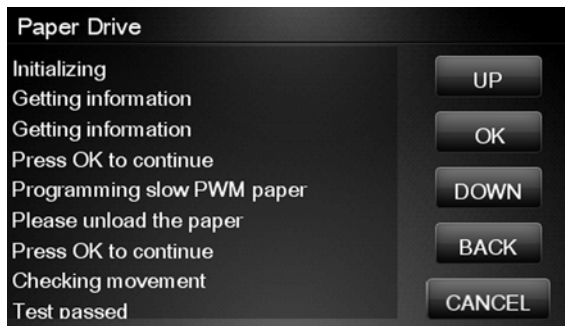 Paper Drive
Initializing
Getting information
Getting information
Press OK to continue
Programming slow PWM paper
Please unload the paper
Press OK to continue
Checking movement
Test passed
UP
OK
DOWN
BACK
CANCEL